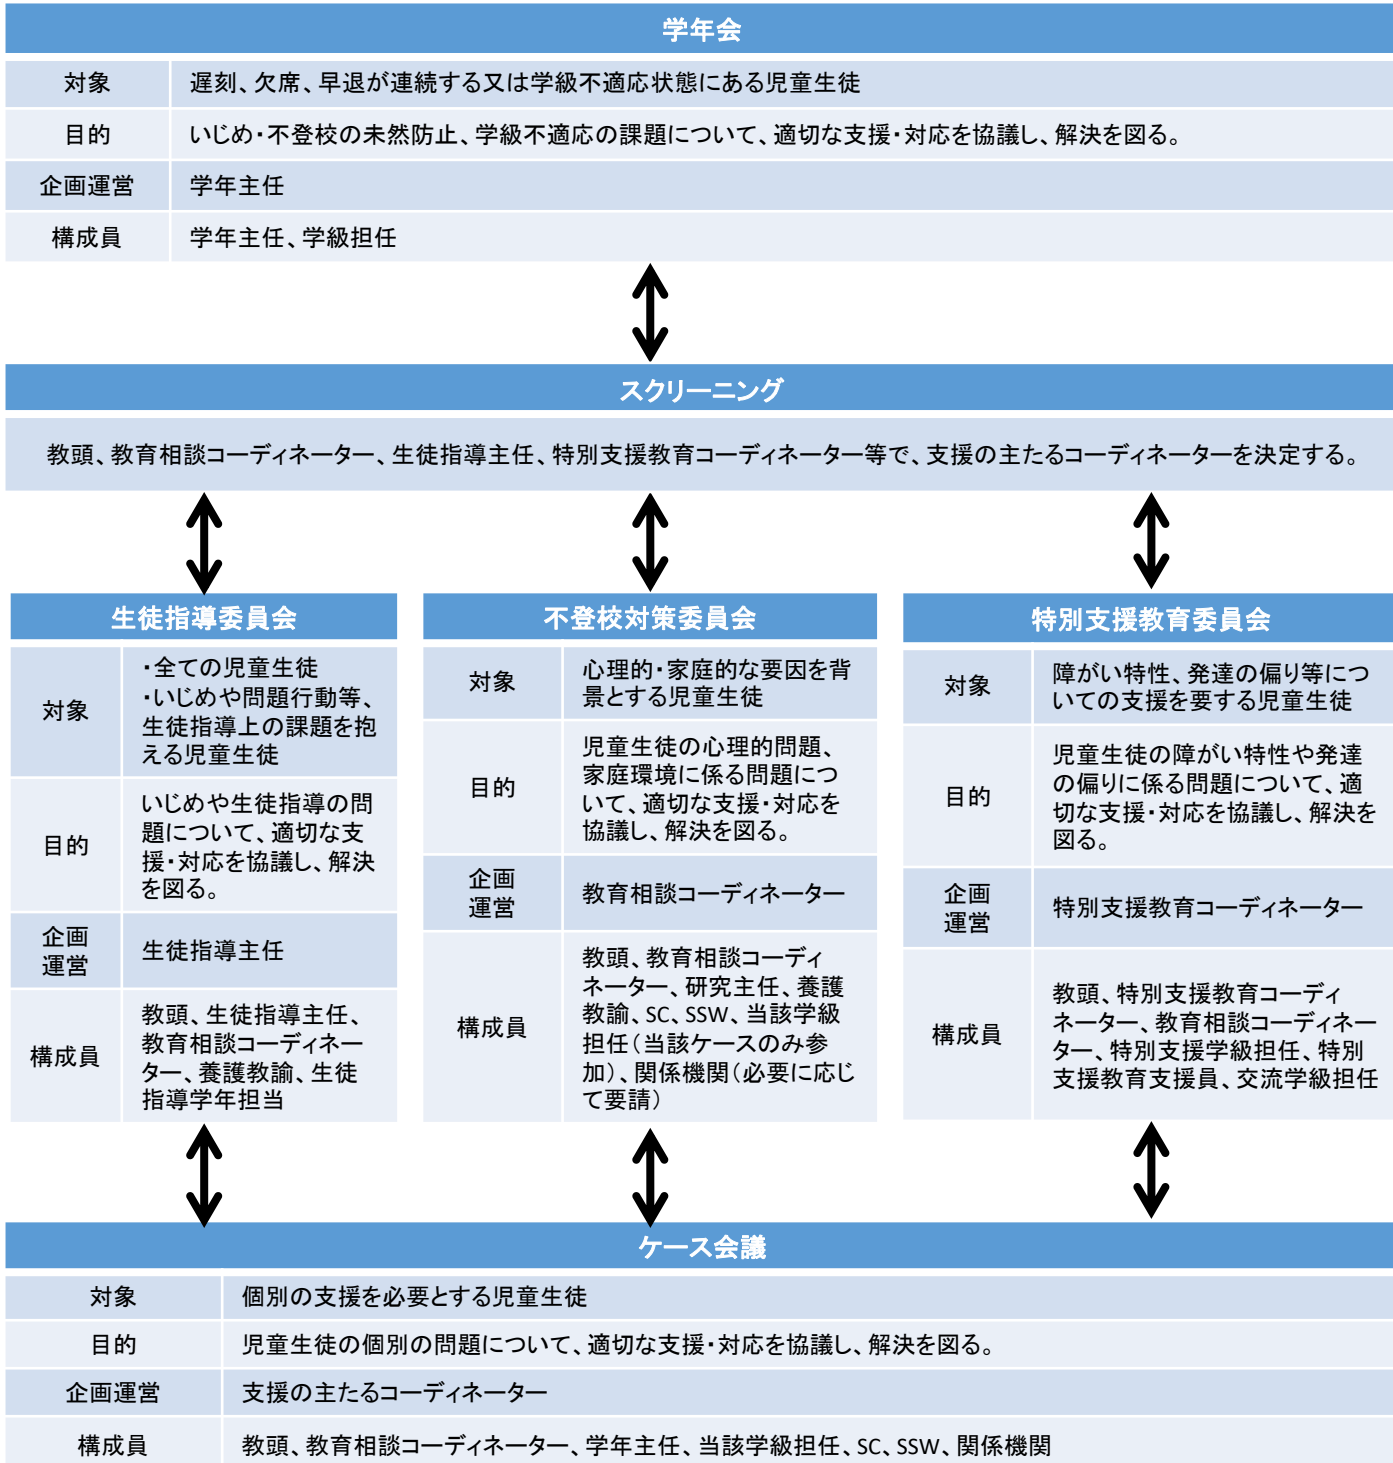 学年会
対象
遅刻、欠席、早退が連続する又は学級不適応状態にある児童生徒
目的
いじめ・不登校の未然防止、学級不適応の課題について、適切な支援・対応を協議し、解決を図る。
企画運営
学年主任
構成員
学年主任、学級担任
スクリーニング
教頭、教育相談コーディネーター、生徒指導主任、特別支援教育コーディネーター等で、支援の主たるコーディネーターを決定する。
生徒指導委員会
対象
・全ての児童生徒
・いじめや問題行動等、
生徒指導上の課題を抱
える児童生徒
目的
いじめや生徒指導の問
題について、適切な支
援・対応を協議し、解決
を図る。
企画
運営
生徒指導主任
構成員
教頭、生徒指導主任、
教育相談コーディネー
ター、養護教諭、生徒
指導学年担当
不登校対策委員会
対象
心理的・家庭的な要因を背
景とする児童生徒
目的
児童生徒の心理的問題、
家庭環境に係る問題につ
いて、適切な支援・対応を
協議し、解決を図る。
企画
運営
教育相談コーディネーター
構成員
教頭、教育相談コーディ
ネーター、研究主任、養護
教諭、SC、SSW、当該学級
担任（当該ケースのみ参
加）、関係機関（必要に応じ
て要請）
特別支援教育委員会
対象
障がい特性、発達の偏り等につ
いての支援を要する児童生徒
目的
児童生徒の障がい特性や発達
の偏りに係る問題について、適
切な支援・対応を協議し、解決を
図る。
企画
運営
特別支援教育コーディネーター
構成員
教頭、特別支援教育コーディ
ネーター、教育相談コーディネー
ター、特別支援学級担任、特別
支援教育支援員、交流学級担任
ケース会議
対象
個別の支援を必要とする児童生徒
目的
児童生徒の個別の問題について、適切な支援・対応を協議し、解決を図る。
企画運営
支援の主たるコーディネーター
構成員
教頭、教育相談コーディネーター、学年主任、当該学級担任、SC、SSW、関係機関